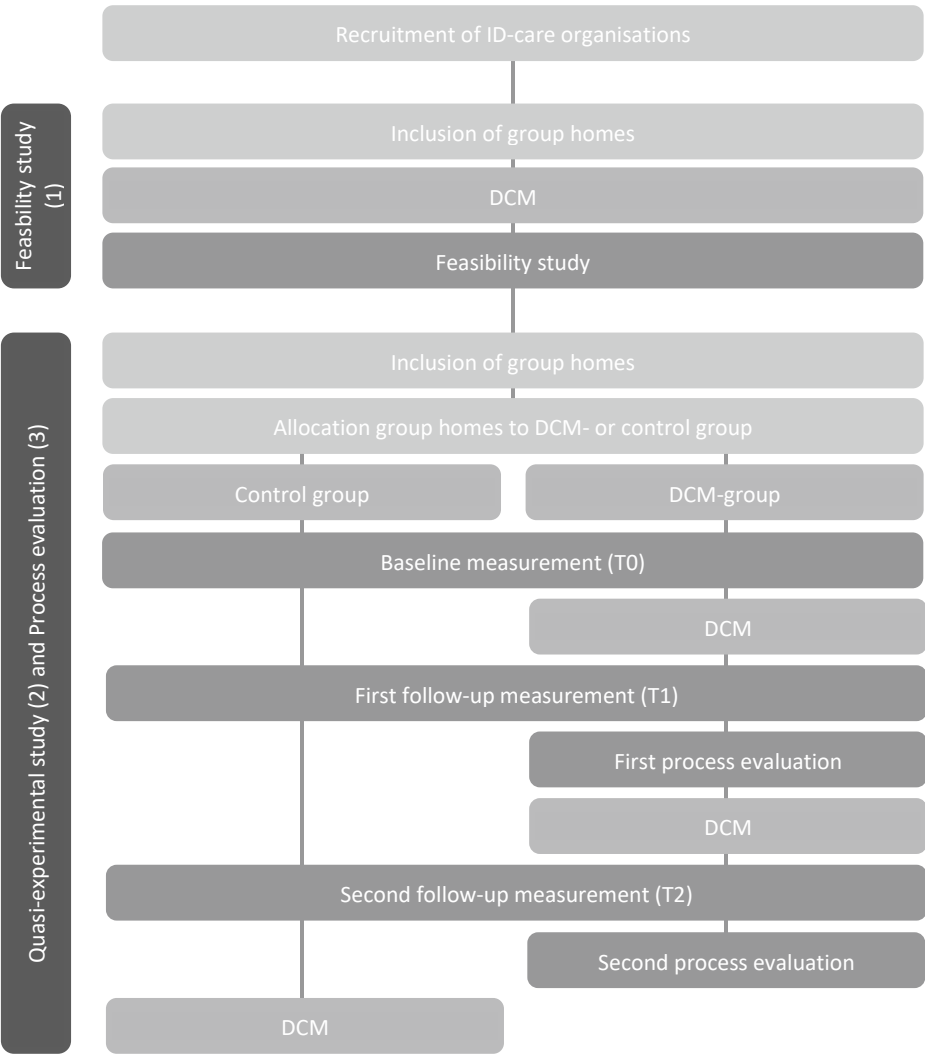 Recruitment of ID-care organisations
Feasbility study
(1)
Inclusion of group homes
DCM
Feasibility study
Quasi-experimental study (2) and Process evaluation (3)
Inclusion of group homes
Allocation group homes to DCM- or control group
Control group
DCM-group
Baseline measurement (T0)
DCM
First follow-up measurement (T1)
First process evaluation
DCM
Second follow-up measurement (T2)
Second process evaluation
DCM